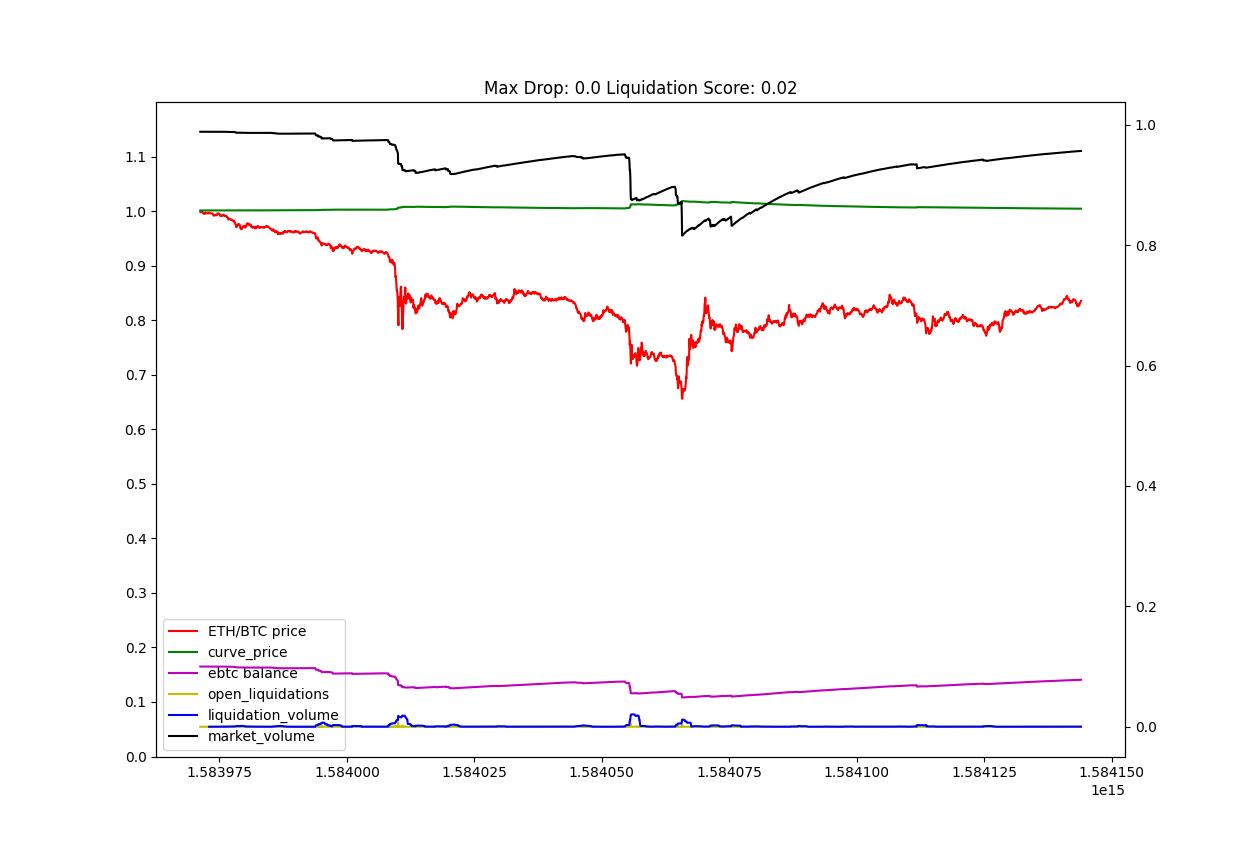 Max Drop: 0.0 Liquidation Score: 0.02
1.1
1.0
0.9
0.8
0.7
0.6
0.5
0.4
0.3
0.2
0.1
0.0
1.0
0.8
0.6
0.4
0.2
0.0
ETH/BTC price
curve_price
ebtc balance
open_liquidations
liquidation_volume
market_volume
1.583975 1.584000 1.584025 1.584050 1.584075 1.584100 1.584125 1.584150
1e15